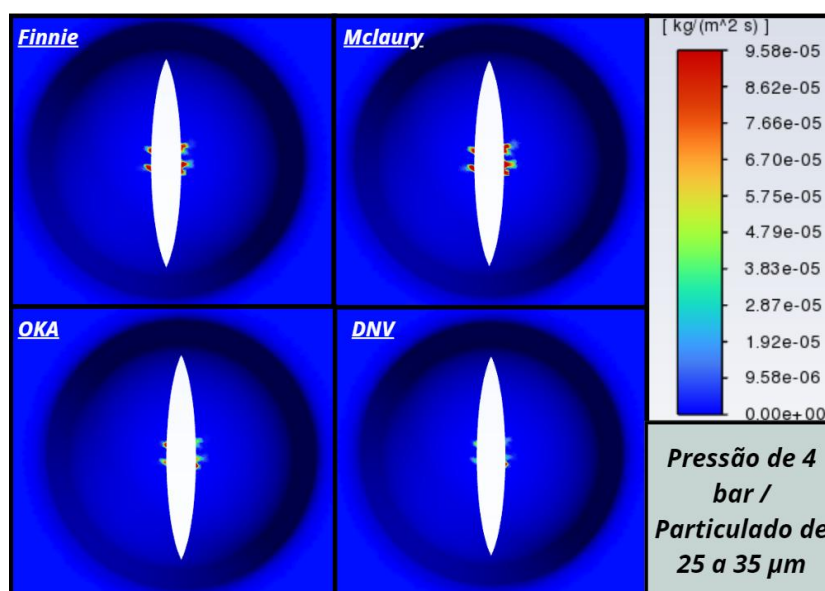 Finnie
Mclaury
OKA
DNV
[ kg/(m^2 s) ]
9.58e-05
8.62e-05
7.66e-05
6.70e-05
5.75e-05
4.79e-05
3.83e-05
2.87e-05
1.92e-05
9.58e-06
0.00e+00
Pressão de 4
bar /
Particulado de
25 a 35 µm